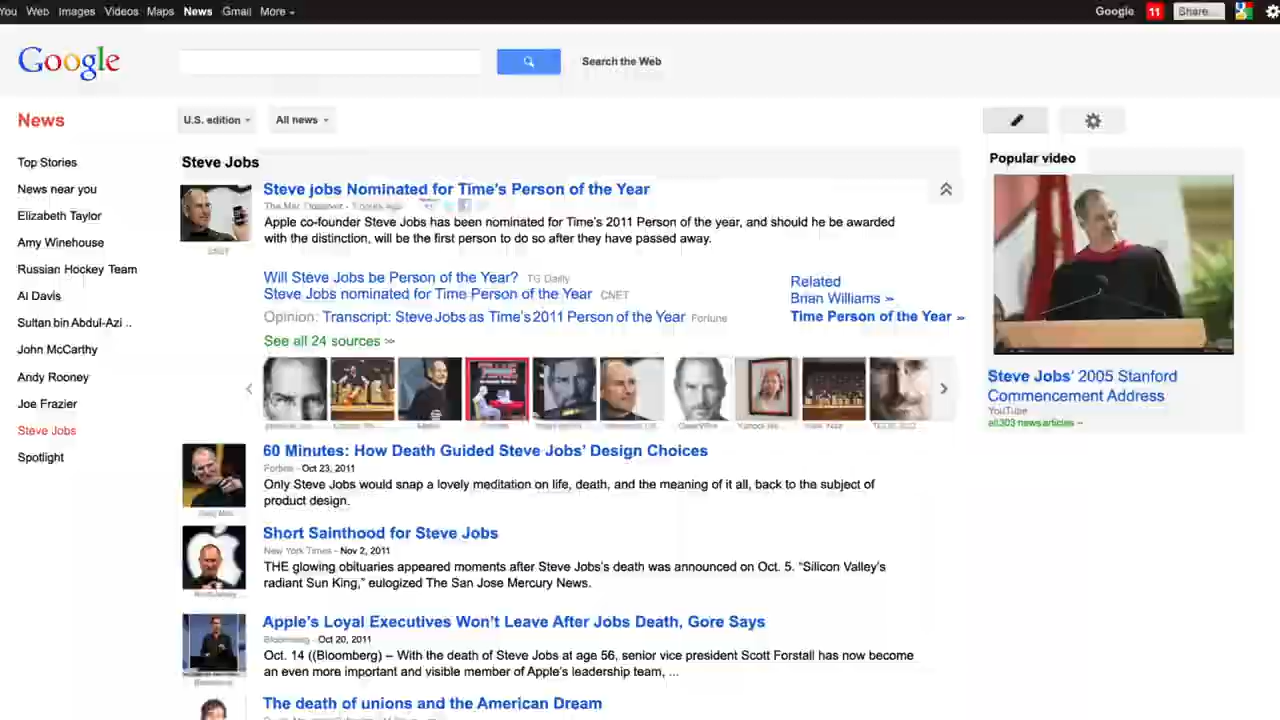 You Web Images Videos Maps News Gmail More
Google 11 Share...
Google
Search the Web
News
U.S. edition
All news
Top Stories
News near you
Elizabeth Taylor
Amy Winehouse
Russian Hockey Team
Al Davis
Sultan bin Abdul-Azi ..
John McCarthy
Andy Rooney
Joe Frazier
Steve Jobs
Spotlight
Steve Jobs
Steve jobs Nominated for Time's Person of the Year
Apple co-founder Steve Jobs has been nominated for Time's 2011 Person of the year, and should he be awarded
with the distinction, will be the first person to do so after they have passed away.
CNET
Will Steve Jobs be Person of the Year? TG Dailly
Steve Jobs nominated for Time Person of the Year CNET
Opinion: Transcript: Steve Jobs as Time's 2011 Person of the Year Fortune
See all 24 sources »
Related
Brian Williams »
Time Person of the Year »
60 Minutes: How Death Guided Steve Jobs' Design Choices
Forbes - Oct 23, 2011
Only Steve Jobs would snap a lovely meditation on life, death, and the meaning of it all, back to the subject of
product design.
Short Sainthood for Steve Jobs
New York Times - Nov 2, 2011
THE glowing obituaries appeared moments after Steve Jobs's death was announced on Oct. 5. "Silicon Valley's
radiant Sun King," eulogized The San Jose Mercury News.
Apple's Loyal Executives Won't Leave After Jobs Death, Gore Says
Bloomberg - Oct 20, 2011
Oct. 14 ((Bloomberg) – With the death of Steve Jobs at age 56, senior vice president Scott Forstall has now become
an even more important and visible member of Apple's leadership team, ...
The death of unions and the American Dream
Popular video
Steve Jobs' 2005 Stanford
Commencement Address
YouTube
all 303 news articles »